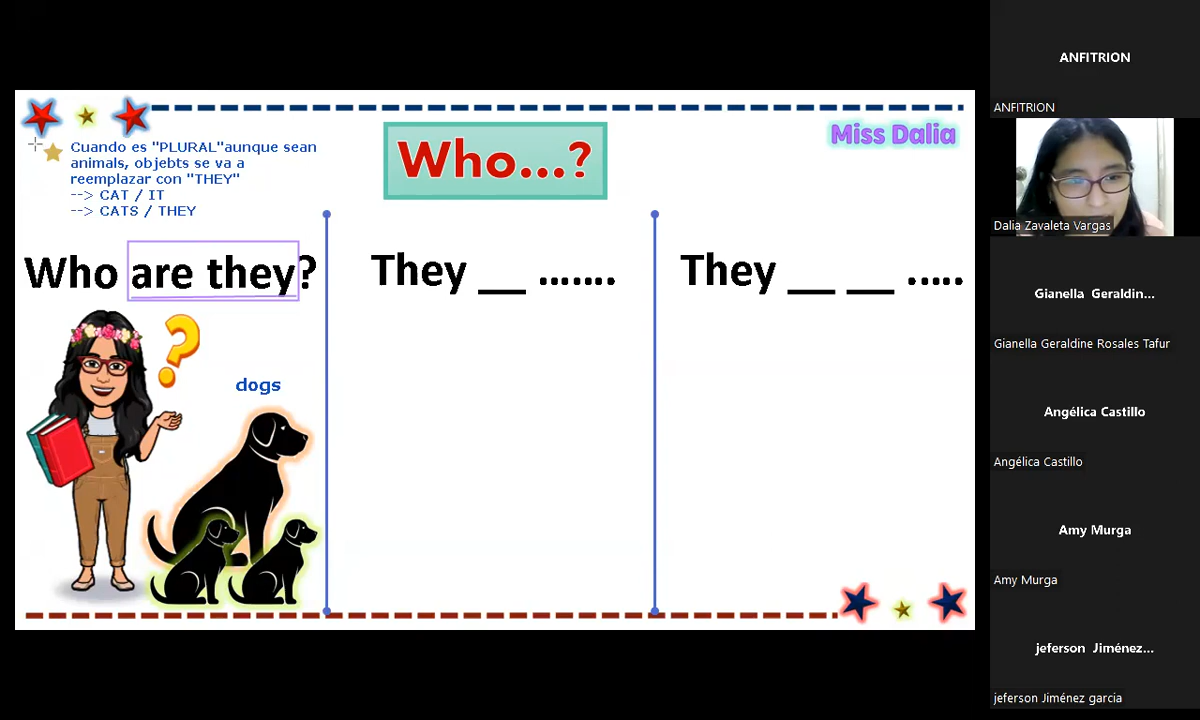 Cuando es "PLURAL"aunque sean
animals, objebts se va a
reemplazar con "THEY"
--> CAT / IT
--> CATS / THEY
Who...?
Miss Dalia
Who are they?
dogs
They __ .......
They __ __ .....
ANFITRION
ANFITRION
Dalia Zavaleta Vargas
Gianella Geraldin...
Gianella Geraldine Rosales Tafur
Angélica Castillo
Angélica Castillo
Amy Murga
Amy Murga
jeferson Jiménez...
jeferson Jiménez garcia